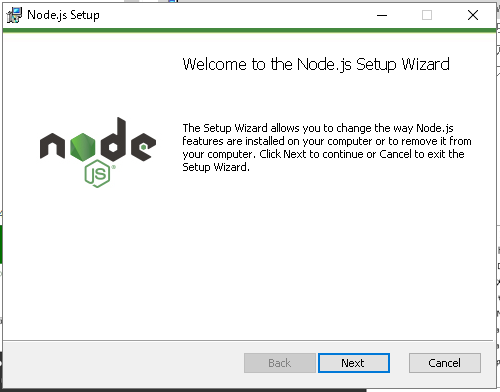 Node.js Setup
Welcome to the Node.js Setup Wizard
node
JS
The Setup Wizard allows you to change the way Node.js
features are installed on your computer or to remove it from
your computer. Click Next to continue or Cancel to exit the
Setup Wizard.
Back
Next
Cancel